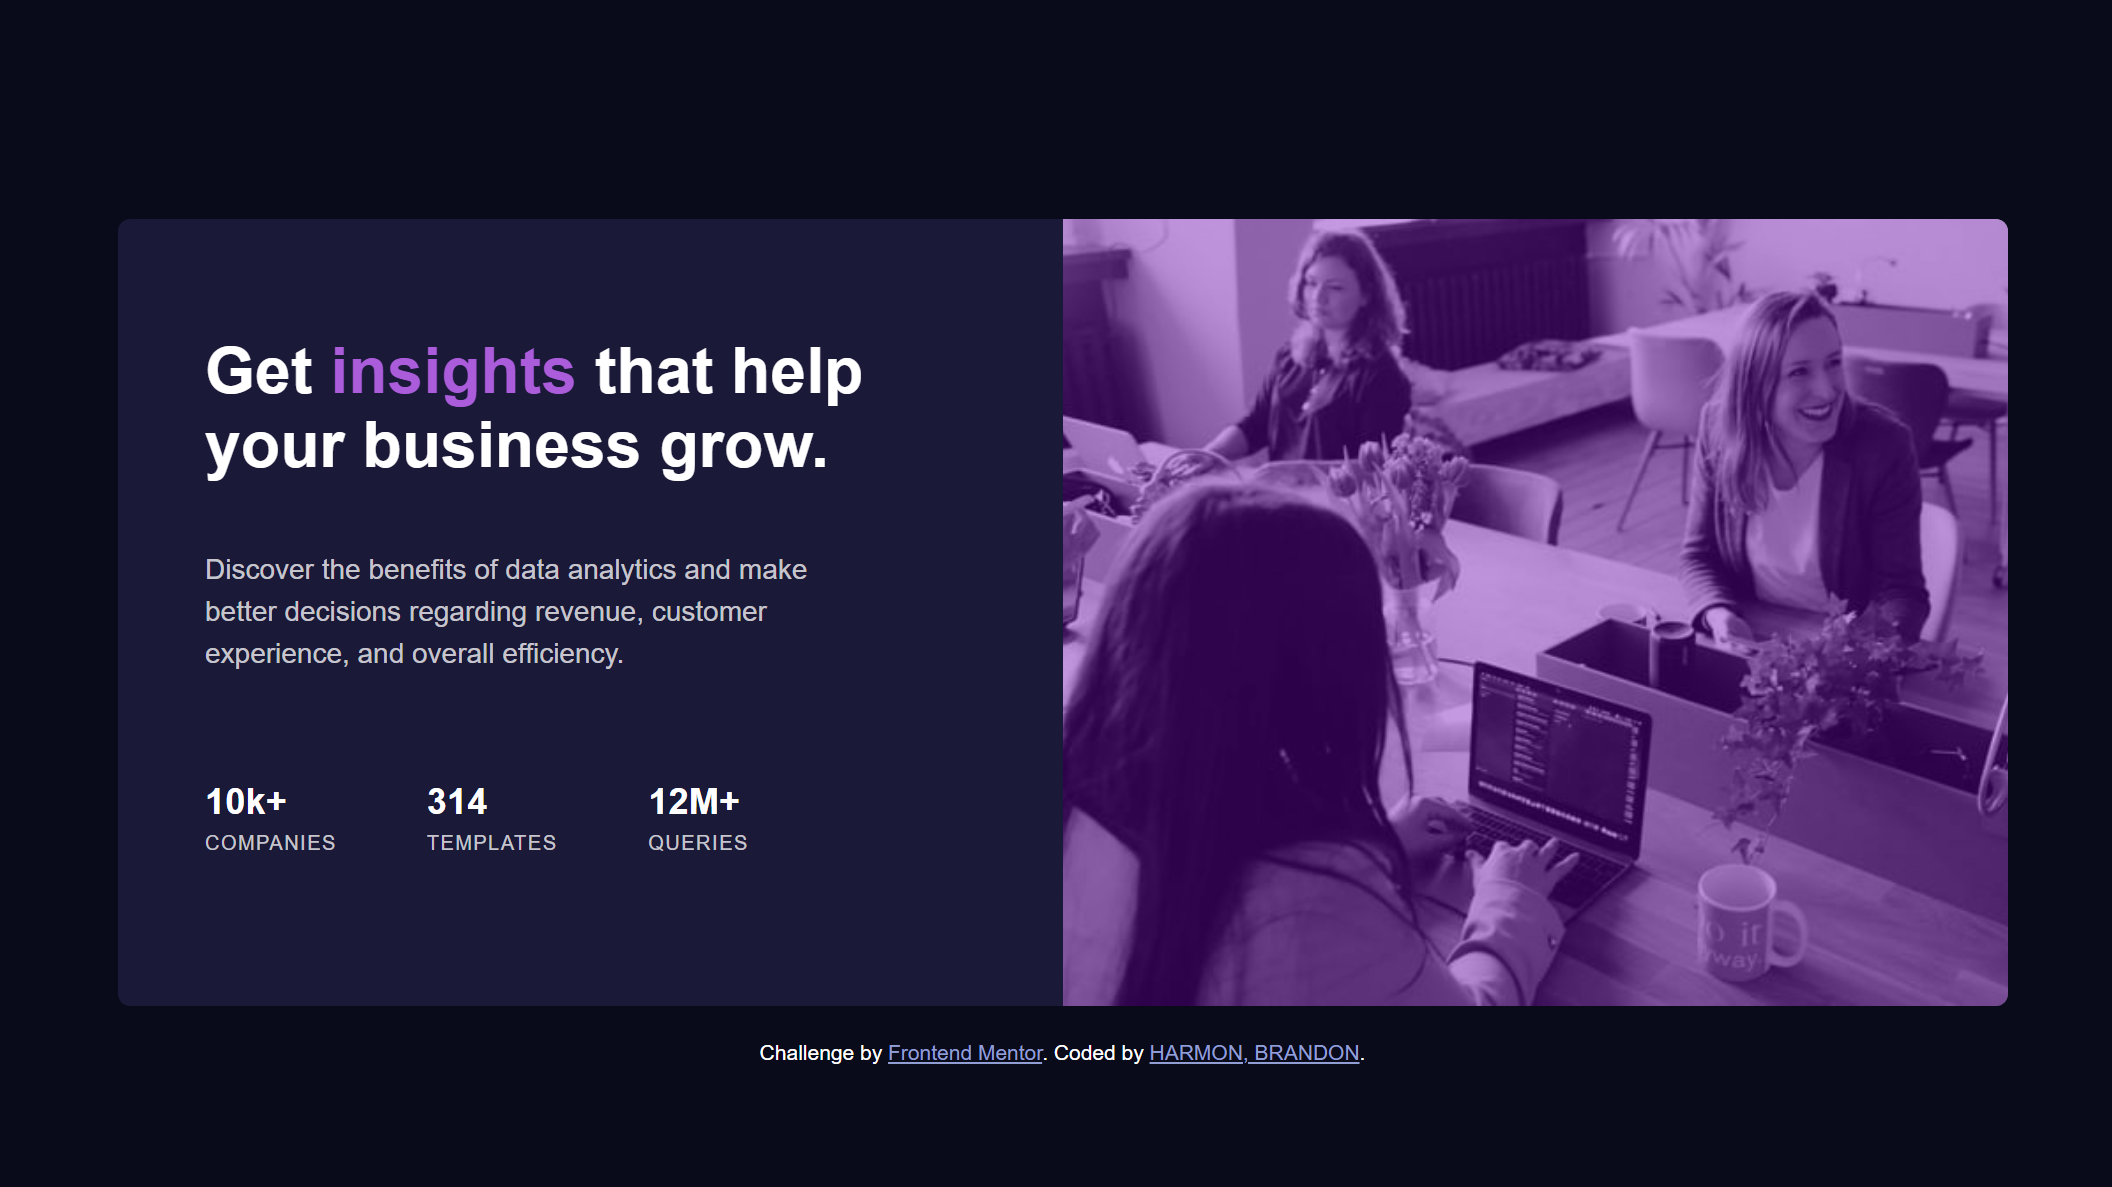 Get insights that help
your business grow.
Discover the benefits of data analytics and make
better decisions regarding revenue, customer
experience, and overall efficiency.
10k+
COMPANIES
314
TEMPLATES
12M+
QUERIES
it
way.
Challenge by Frontend Mentor. Coded by HARMON, BRANDON.